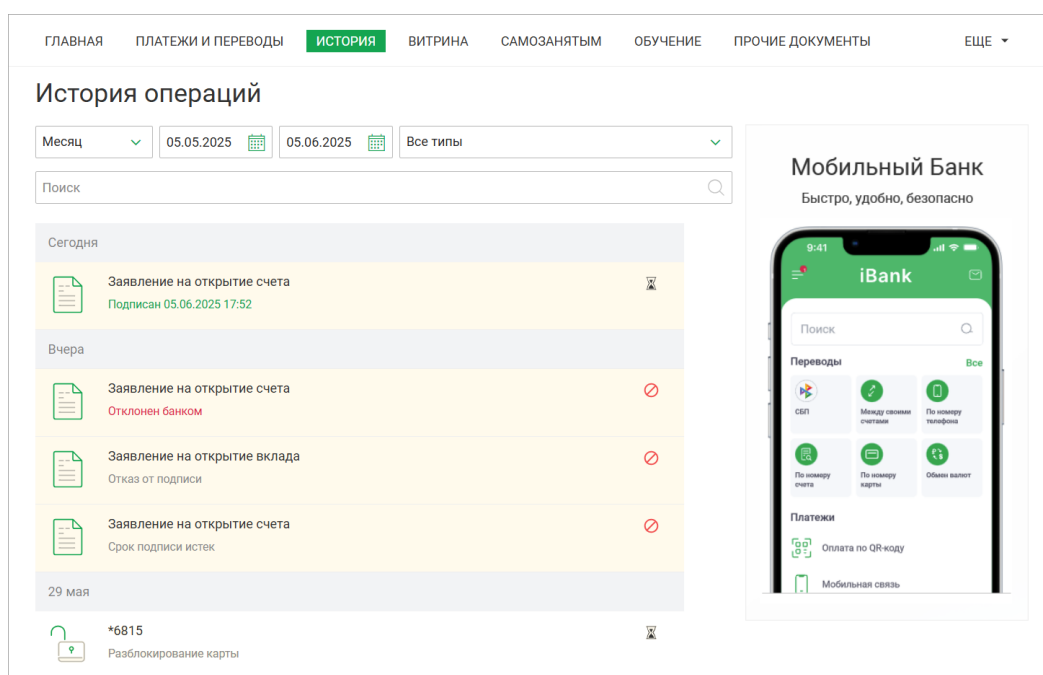 ГЛАВНАЯ ПЛАТЕЖИ И ПЕРЕВОДЫ ИСТОРИЯ ВИТРИНА САМОЗАНЯТЫМ ОБУЧЕНИЕ ПРОЧИЕ ДОКУМЕНТЫ ЕЩЕ
История операций
Месяц 05.05.2025 05.06.2025 Все типы
Поиск
Сегодня
Заявление на открытие счета
Подписан 05.06.2025 17:52
Вчера
Заявление на открытие счета
Отклонен банком
Заявление на открытие вклада
Отказ от подписи
Заявление на открытие счета
Срок подписи истек
29 мая
*6815
Разблокирование карты
Мобильный Банк
Быстро, удобно, безопасно
9:41
iBank
Поиск
Переводы Все
СБП Между своими счетами По номеру телефона
По номеру счета По номеру карты Обмен валют
Платежи
Оплата по QR-коду
Мобильная связь